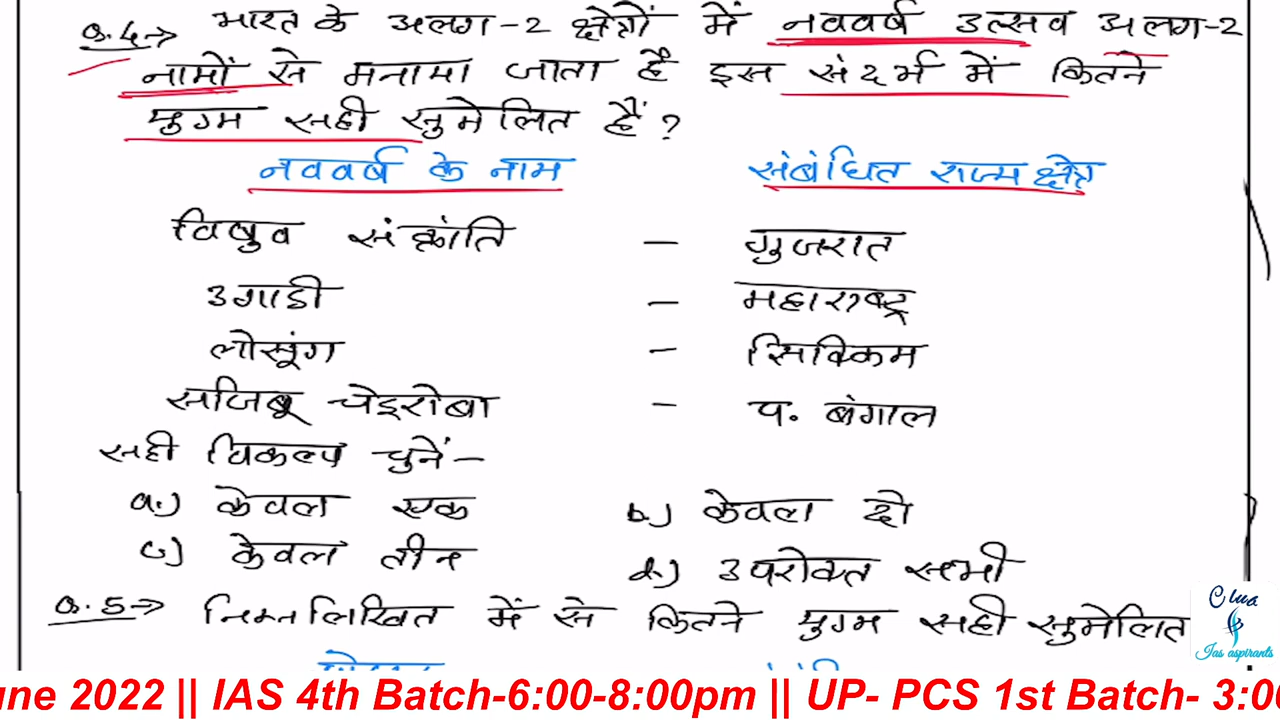 Q.4→ भारत के अलग-2 क्षेत्रों में नववर्ष उत्सव अलग-2
नामों से मनाया जाता है इस संदर्भ में कितने
युग्म सही सुमेलित हैं?
नववर्ष के नाम संबंधित राज्य क्षेत्र
विषुव संक्रांति - गुजरात
उगाडी - महाराष्ट्र
लोसूंग - सिक्किम
सजिबू चेइरोबा - प. बंगाल
सही विकल्प चुनें-
a.) केवल एक b.) केवल दो
c) केवल तीन d.) उपरोक्त सभी
Q.5→ निम्नलिखित में से कितने युग्म सही सुमेलित
Clua
Ias aspirants
une 2022 || IAS 4th Batch-6:00-8:00pm || UP- PCS 1st Batch- 3:00